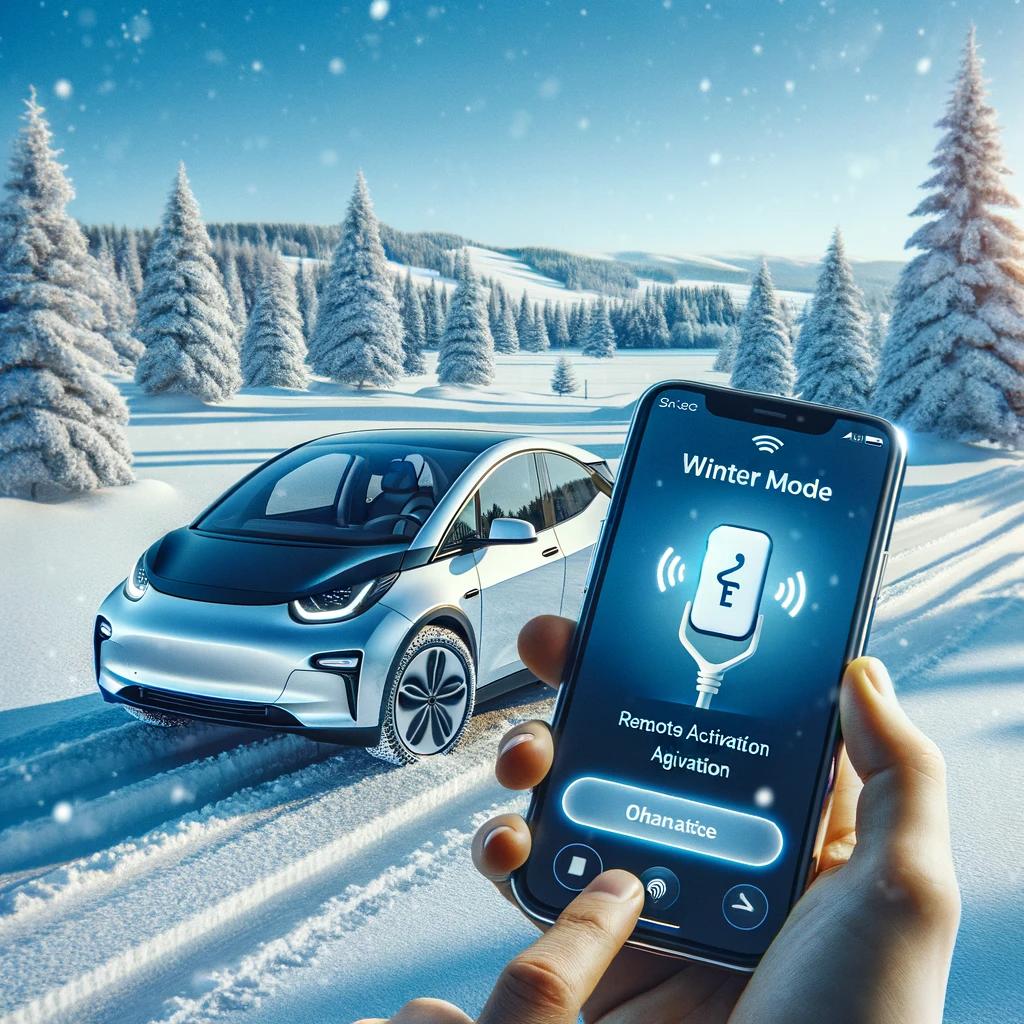 Winter Mode
Remote Activation
Agivation
Ohanatice